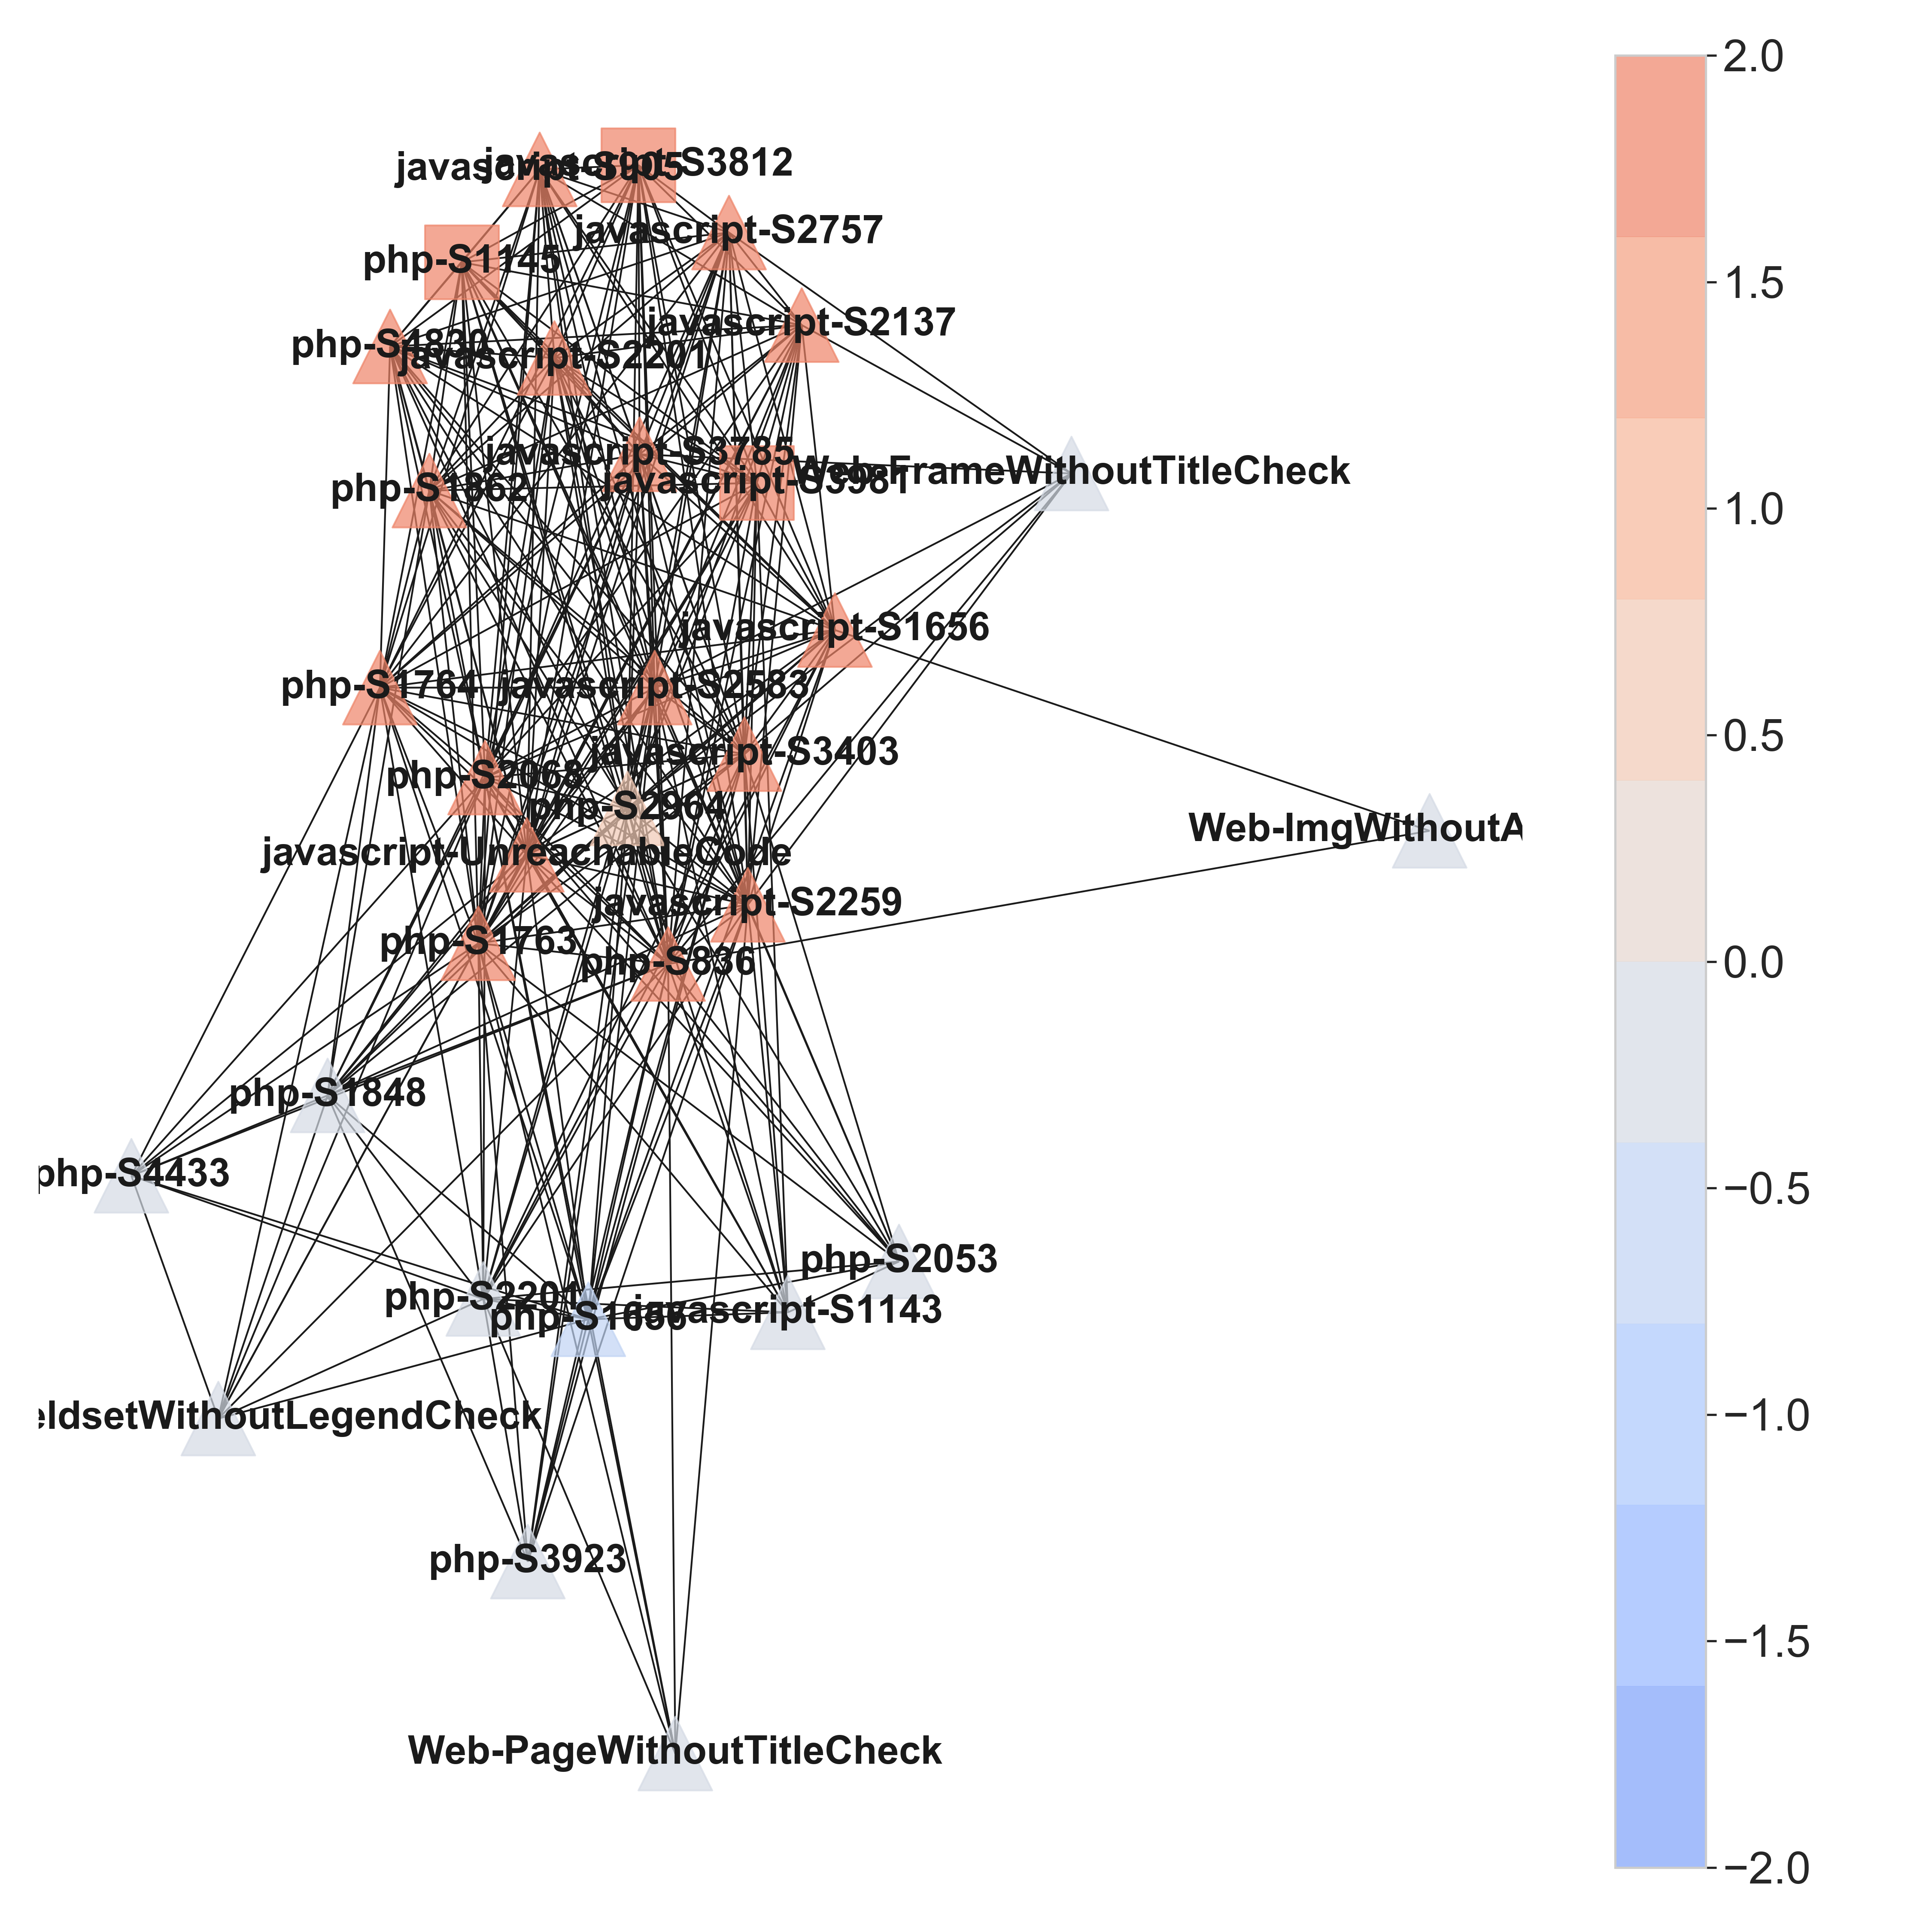 javascript-S905
javascript-S3812
javascript-S2757
php-S1145
javascript-S2137
php-S4830
javascript-S2201
javascript-S3785
Web-FrameWithoutTitleCheck
javascript-S3981
php-S1862
javascript-S1656
php-S1764
javascript-S2583
javascript-S3403
php-S2068
php-S2964
Web-ImgWithoutA
javascript-UnreachableCode
javascript-S2259
php-S1763
php-S836
php-S1848
php-S4433
php-S2053
php-S2201
php-S1656
javascript-S1143
eldsetWithoutLegendCheck
php-S3923
Web-PageWithoutTitleCheck
2.0
1.5
1.0
0.5
0.0
−0.5
−1.0
−1.5
−2.0